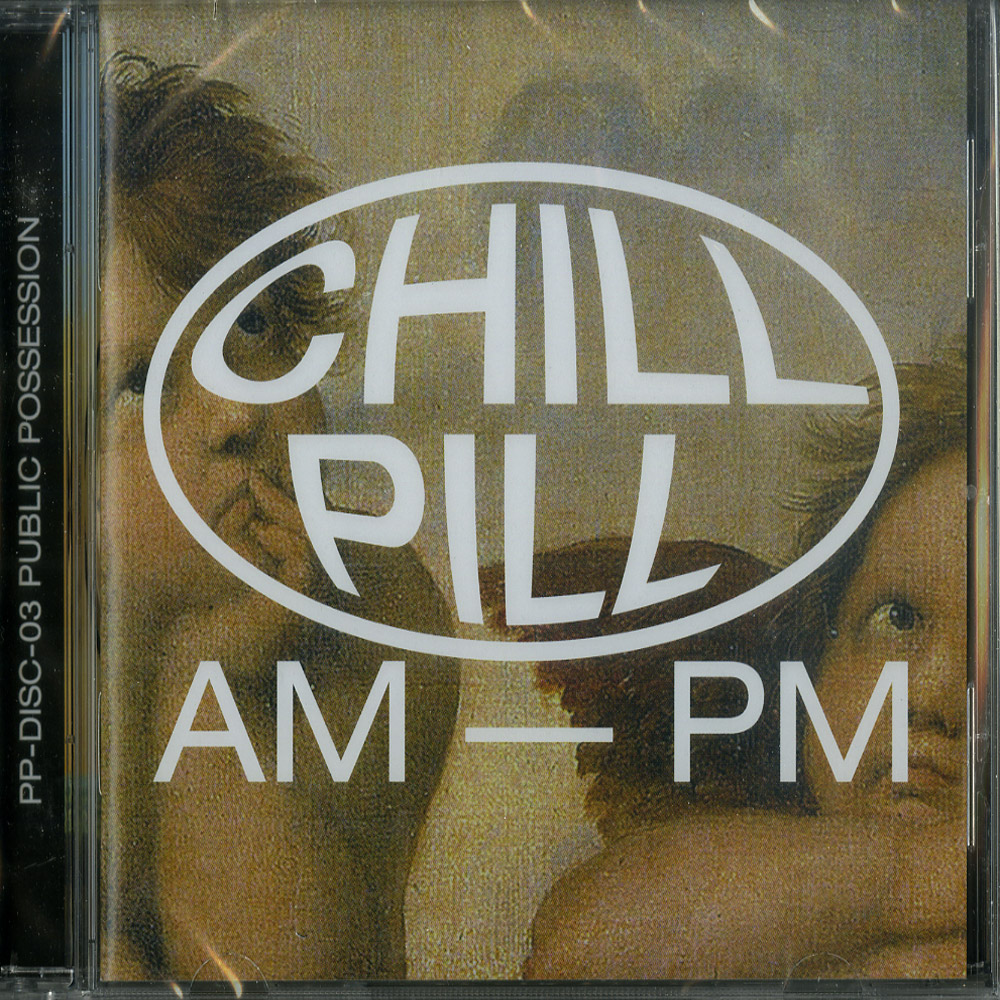 PP-DISC-03 PUBLIC POSSESSION
CHILL
PILL
AM — PM